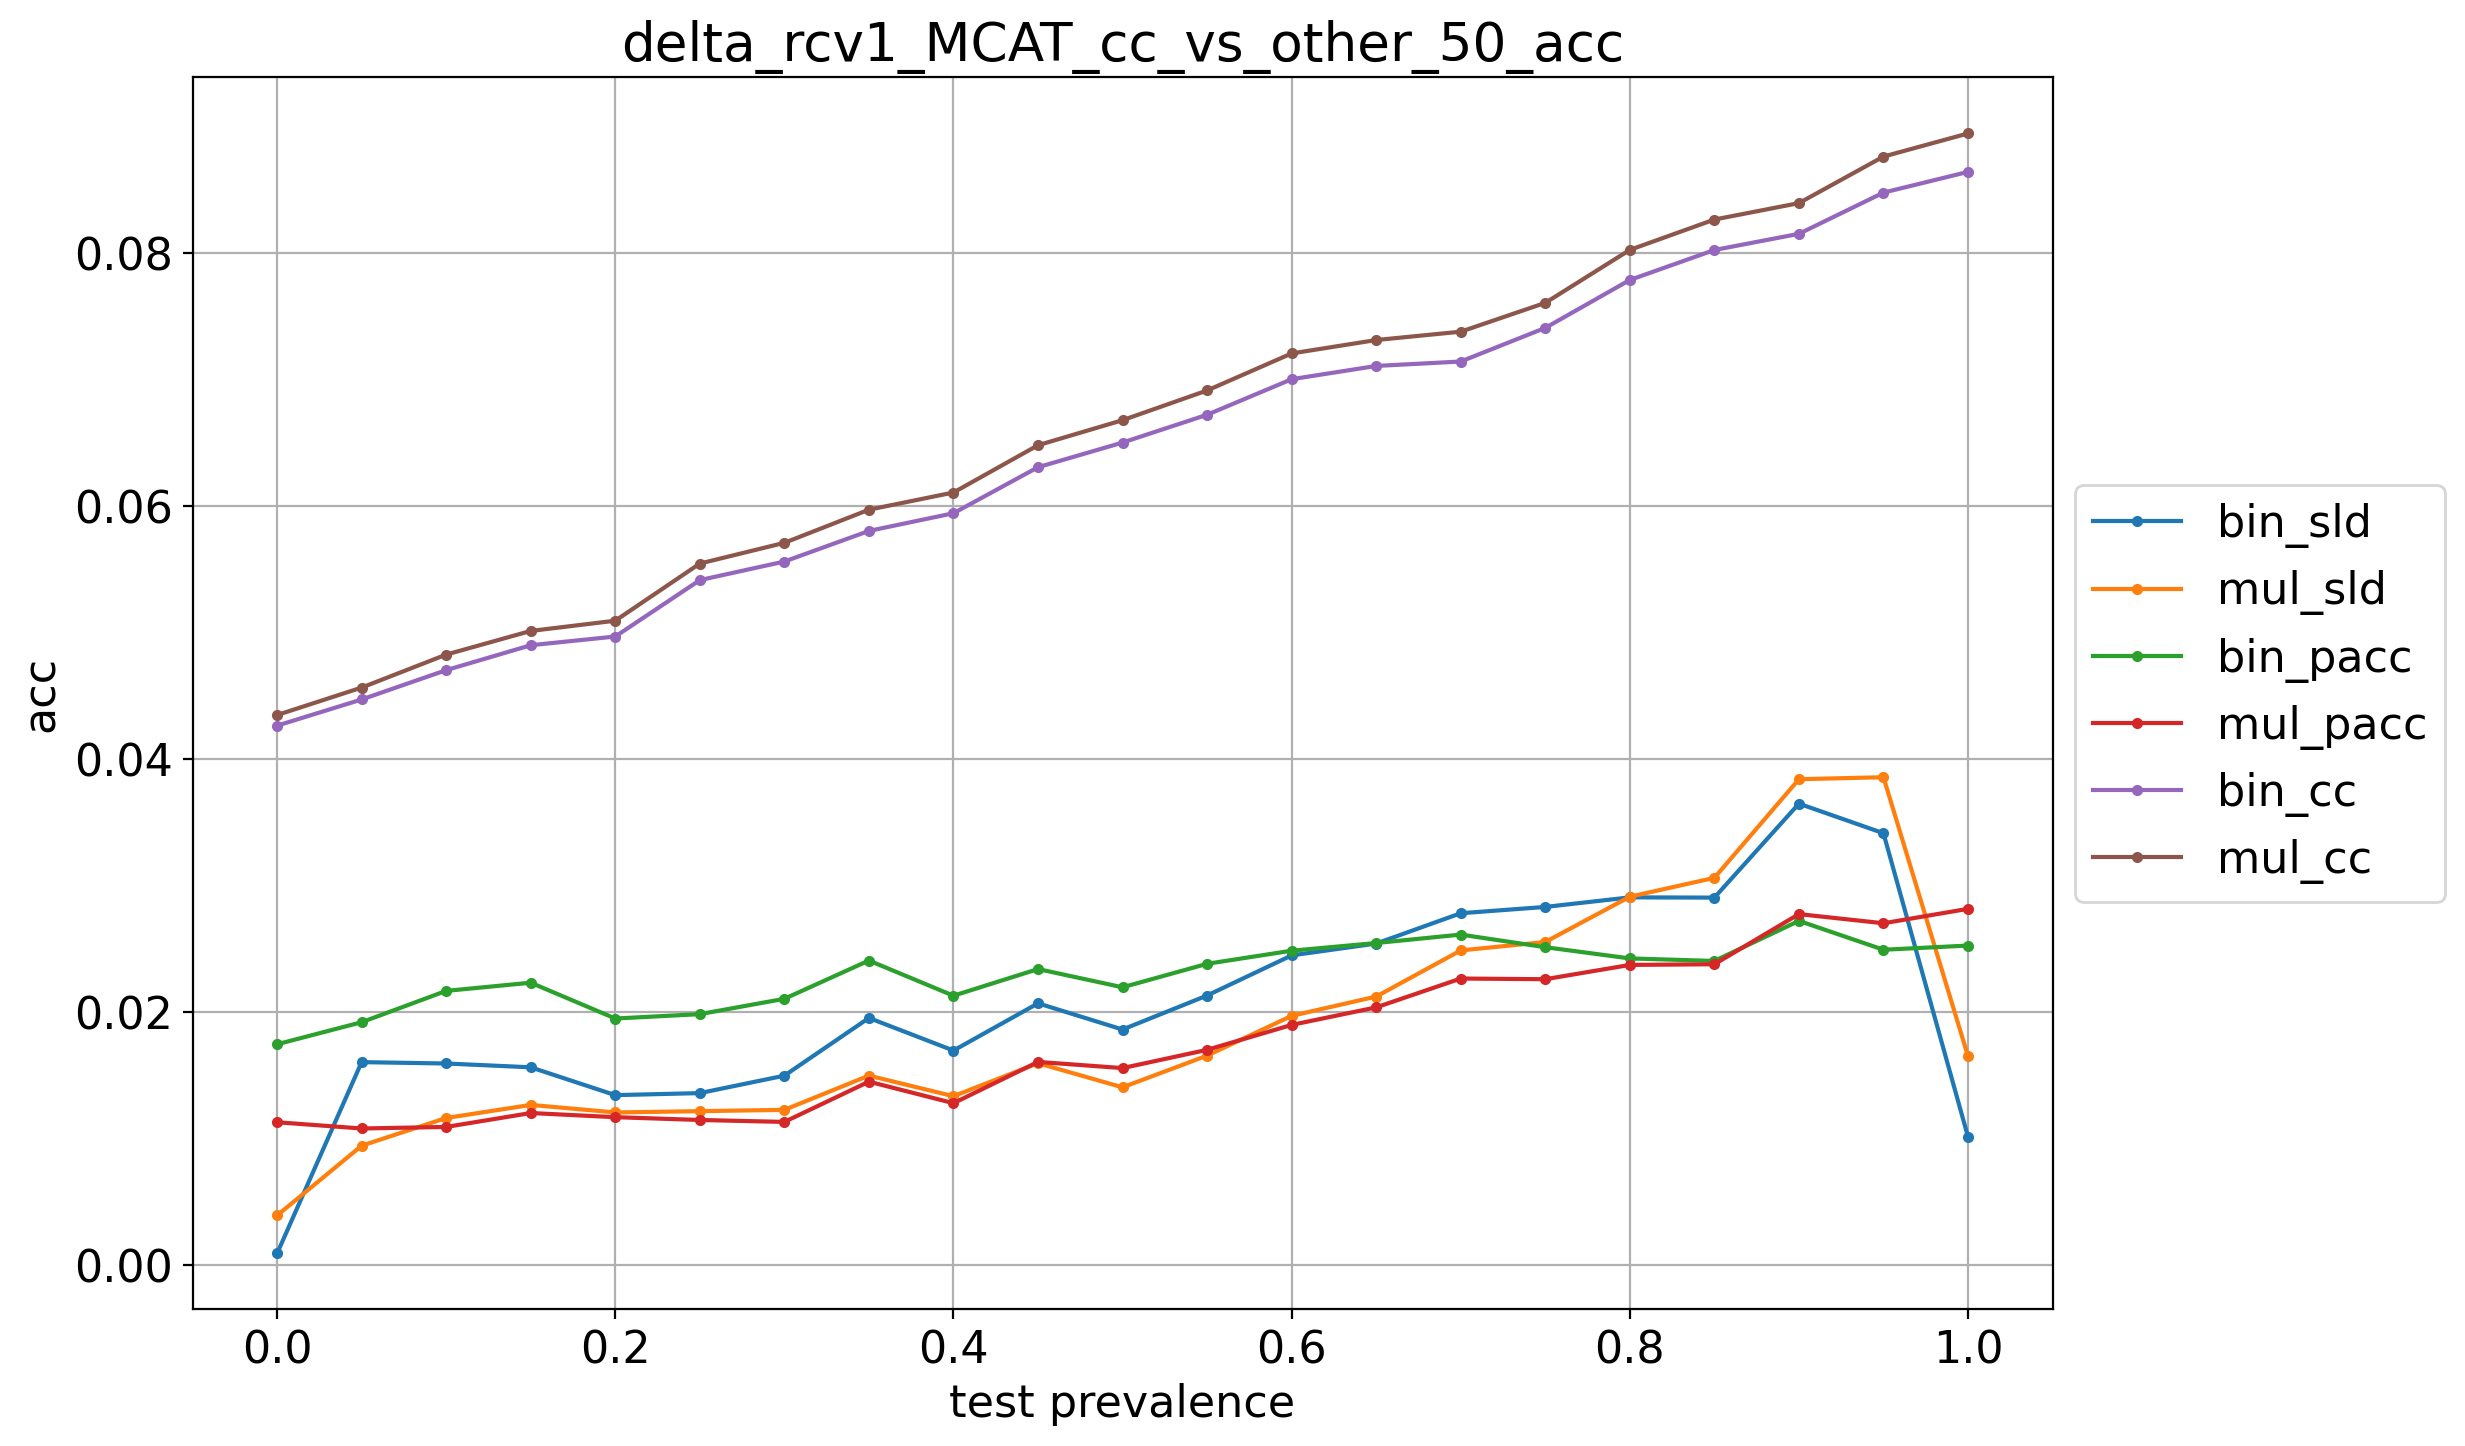 delta_rcv1_MCAT_cc_vs_other_50_acc
acc
0.08
0.06
0.04
0.02
0.00
0.0 0.2 0.4 0.6 0.8 1.0
test prevalence
bin_sld
mul_sld
bin_pacc
mul_pacc
bin_cc
mul_cc